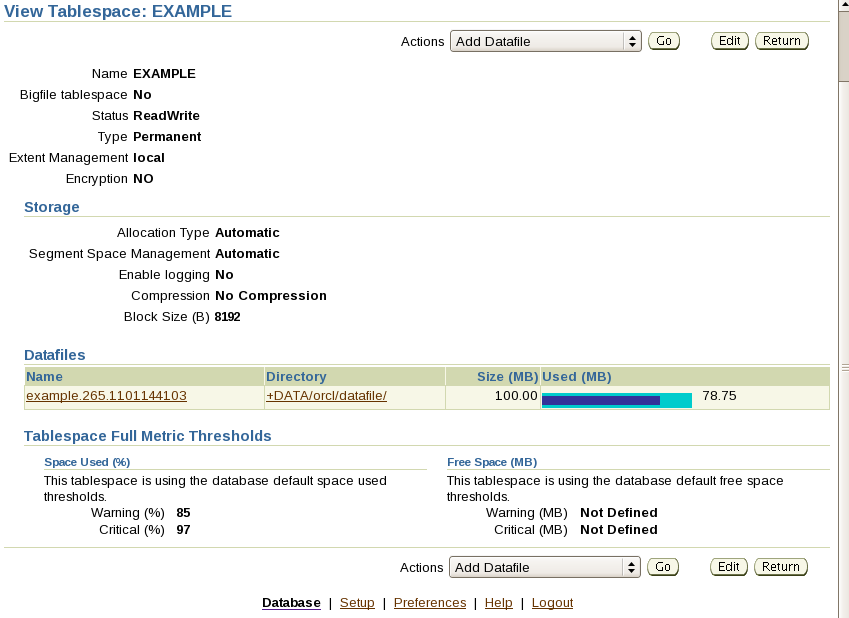 View Tablespace: EXAMPLE
Actions Add Datafile Go Edit Return
Name EXAMPLE
Bigfile tablespace No
Status ReadWrite
Type Permanent
Extent Management local
Encryption NO
Storage
Allocation Type Automatic
Segment Space Management Automatic
Enable logging No
Compression No Compression
Block Size (B) 8192
Datafiles
Name Directory Size (MB) Used (MB)
example.265.1101144103 +DATA/orcl/datafile/ 100.00 78.75
Tablespace Full Metric Thresholds
Space Used (%)
This tablespace is using the database default space used
thresholds.
Warning (%) 85
Critical (%) 97
Free Space (MB)
This tablespace is using the database default free space
thresholds.
Warning (MB) Not Defined
Critical (MB) Not Defined
Actions Add Datafile Go Edit Return
Database | Setup | Preferences | Help | Logout